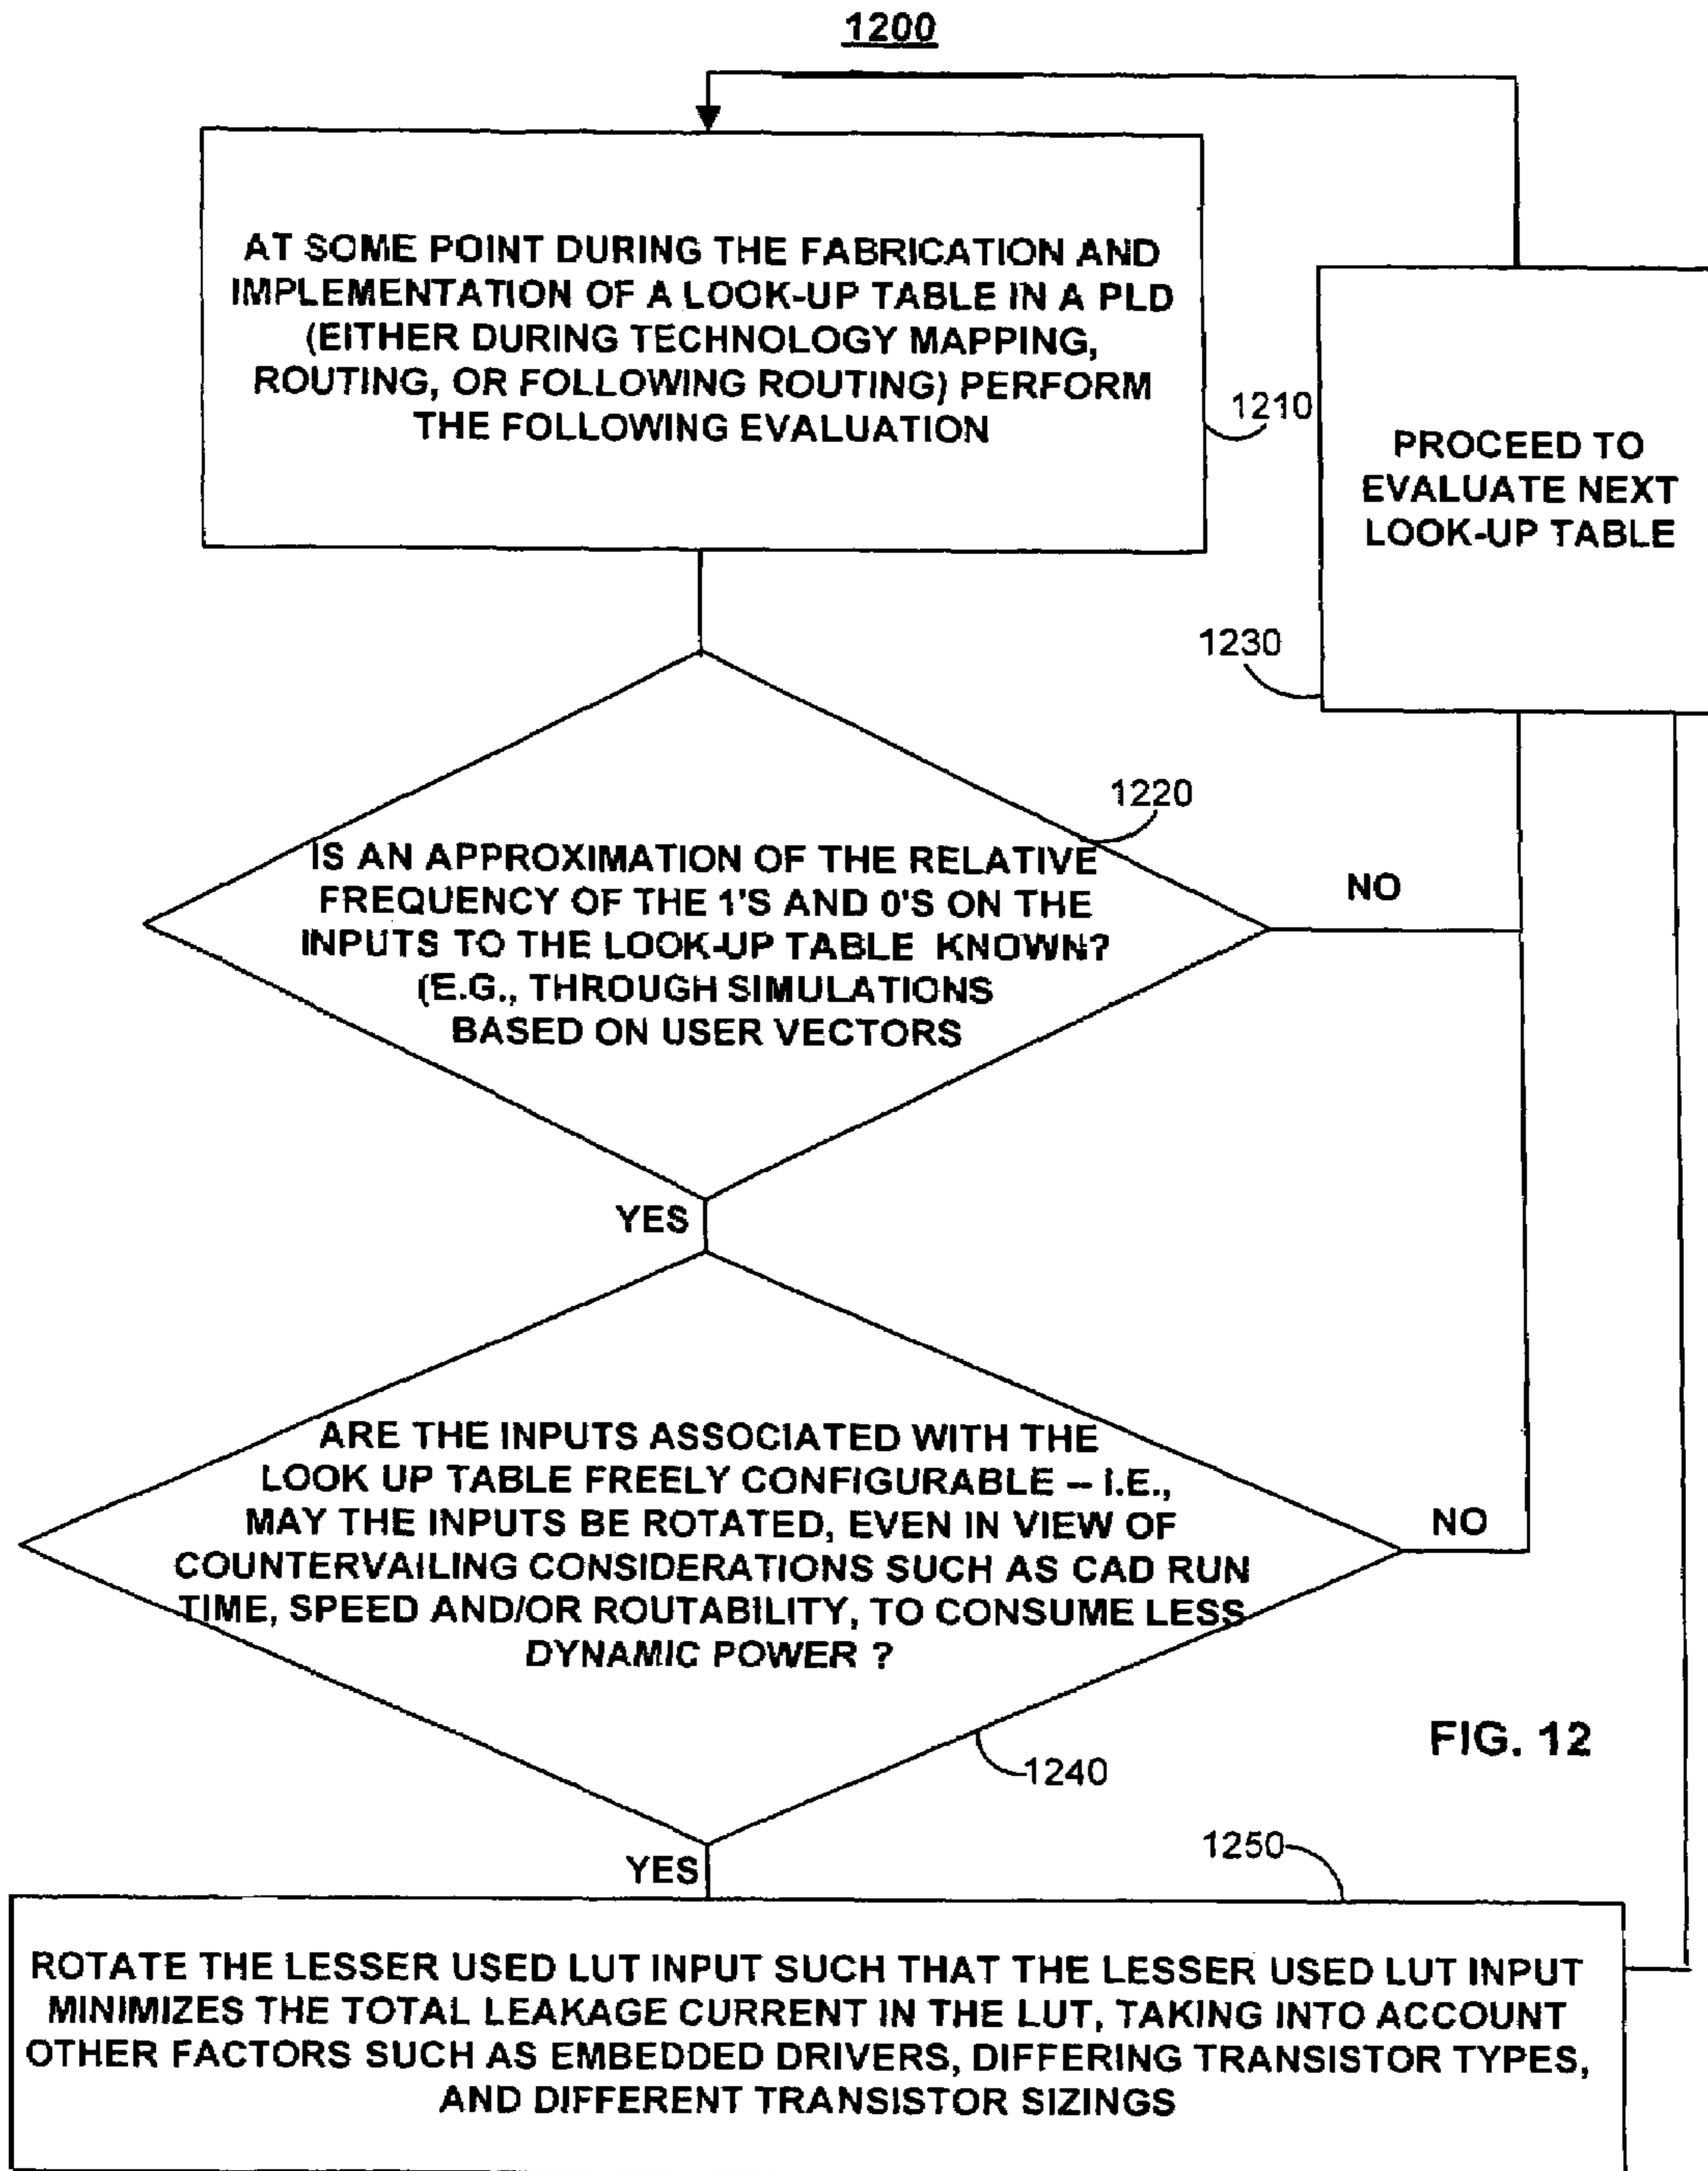 1200
AT SOME POINT DURING THE FABRICATION AND
IMPLEMENTATION OF A LOOK-UP TABLE IN A PLD
(EITHER DURING TECHNOLOGY MAPPING,
ROUTING, OR FOLLOWING ROUTING) PERFORM
THE FOLLOWING EVALUATION
1210
PROCEED TO
EVALUATE NEXT
LOOK-UP TABLE
1230
1220
IS AN APPROXIMATION OF THE RELATIVE
FREQUENCY OF THE 1'S AND 0'S ON THE
INPUTS TO THE LOOK-UP TABLE KNOWN?
(E.G., THROUGH SIMULATIONS
BASED ON USER VECTORS
NO
YES
ARE THE INPUTS ASSOCIATED WITH THE
LOOK UP TABLE FREELY CONFIGURABLE -- I.E.,
MAY THE INPUTS BE ROTATED, EVEN IN VIEW OF
COUNTERVAILING CONSIDERATIONS SUCH AS CAD RUN
TIME, SPEED AND/OR ROUTABILITY, TO CONSUME LESS
DYNAMIC POWER ?
NO
1240
FIG. 12
YES
1250
ROTATE THE LESSER USED LUT INPUT SUCH THAT THE LESSER USED LUT INPUT
MINIMIZES THE TOTAL LEAKAGE CURRENT IN THE LUT, TAKING INTO ACCOUNT
OTHER FACTORS SUCH AS EMBEDDED DRIVERS, DIFFERING TRANSISTOR TYPES,
AND DIFFERENT TRANSISTOR SIZINGS